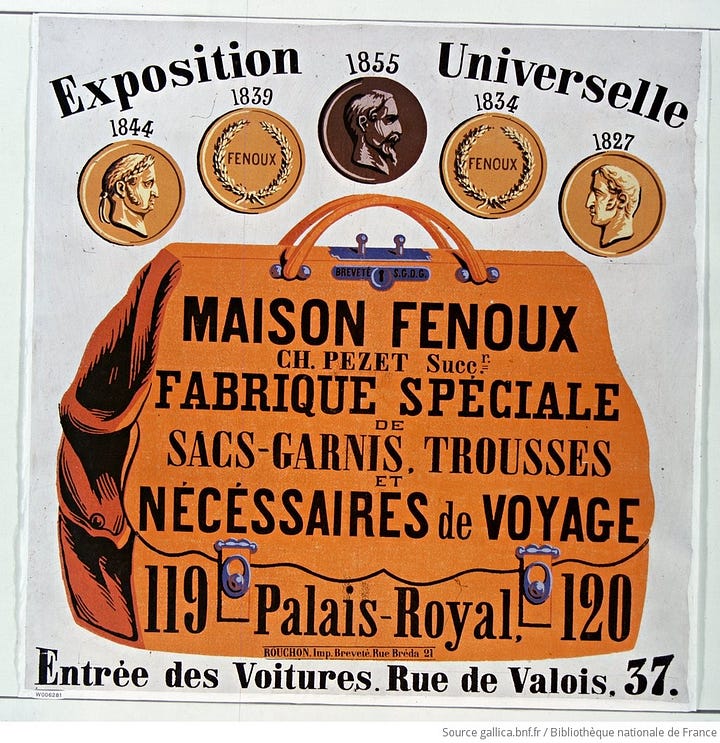 Exposition Universelle
1844 1839 1855 1834 1827
FENOUX FENOUX
BREVETÉ S.G.D.G.
MAISON FENOUX
CH. PEZET Succ.r
FABRIQUE SPÉCIALE
DE
SACS-GARNIS, TROUSSES
ET
NÉCÉSSAIRES de VOYAGE
119 Palais-Royal, 120
ROUCHON, Imp. Breveté, Rue Bréda 21
Entrée des Voitures. Rue de Valois, 37.
W006281
Source gallica.bnf.fr / Bibliothèque nationale de France